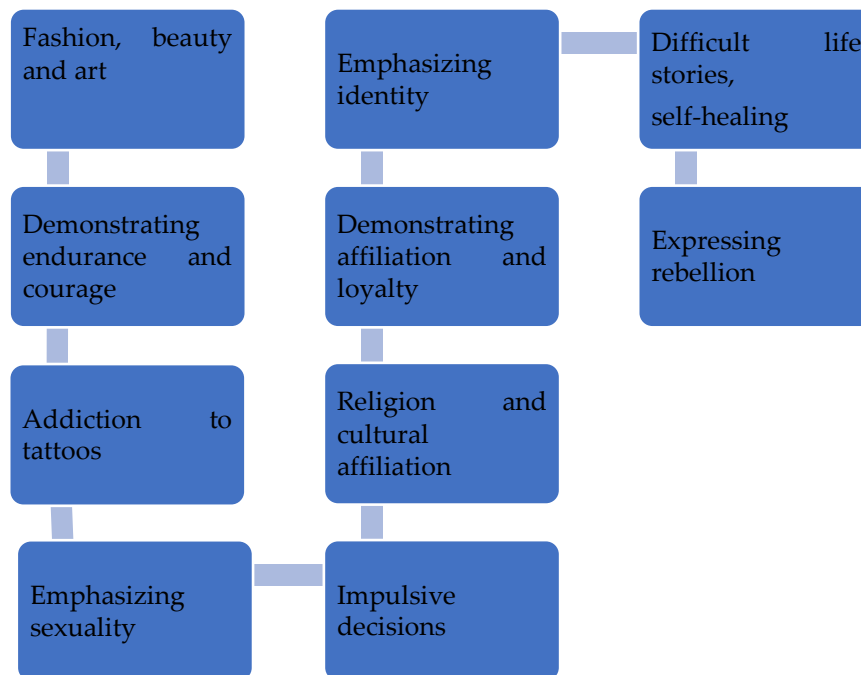 Fashion, beauty
and art
Demonstrating
endurance and
courage
Addiction to
tattoos
Emphasizing
sexuality
Impulsive
decisions
Religion and
cultural
affiliation
Demonstrating
affiliation and
loyalty
Emphasizing
identity
Difficult life
stories,
self-healing
Expressing
rebellion